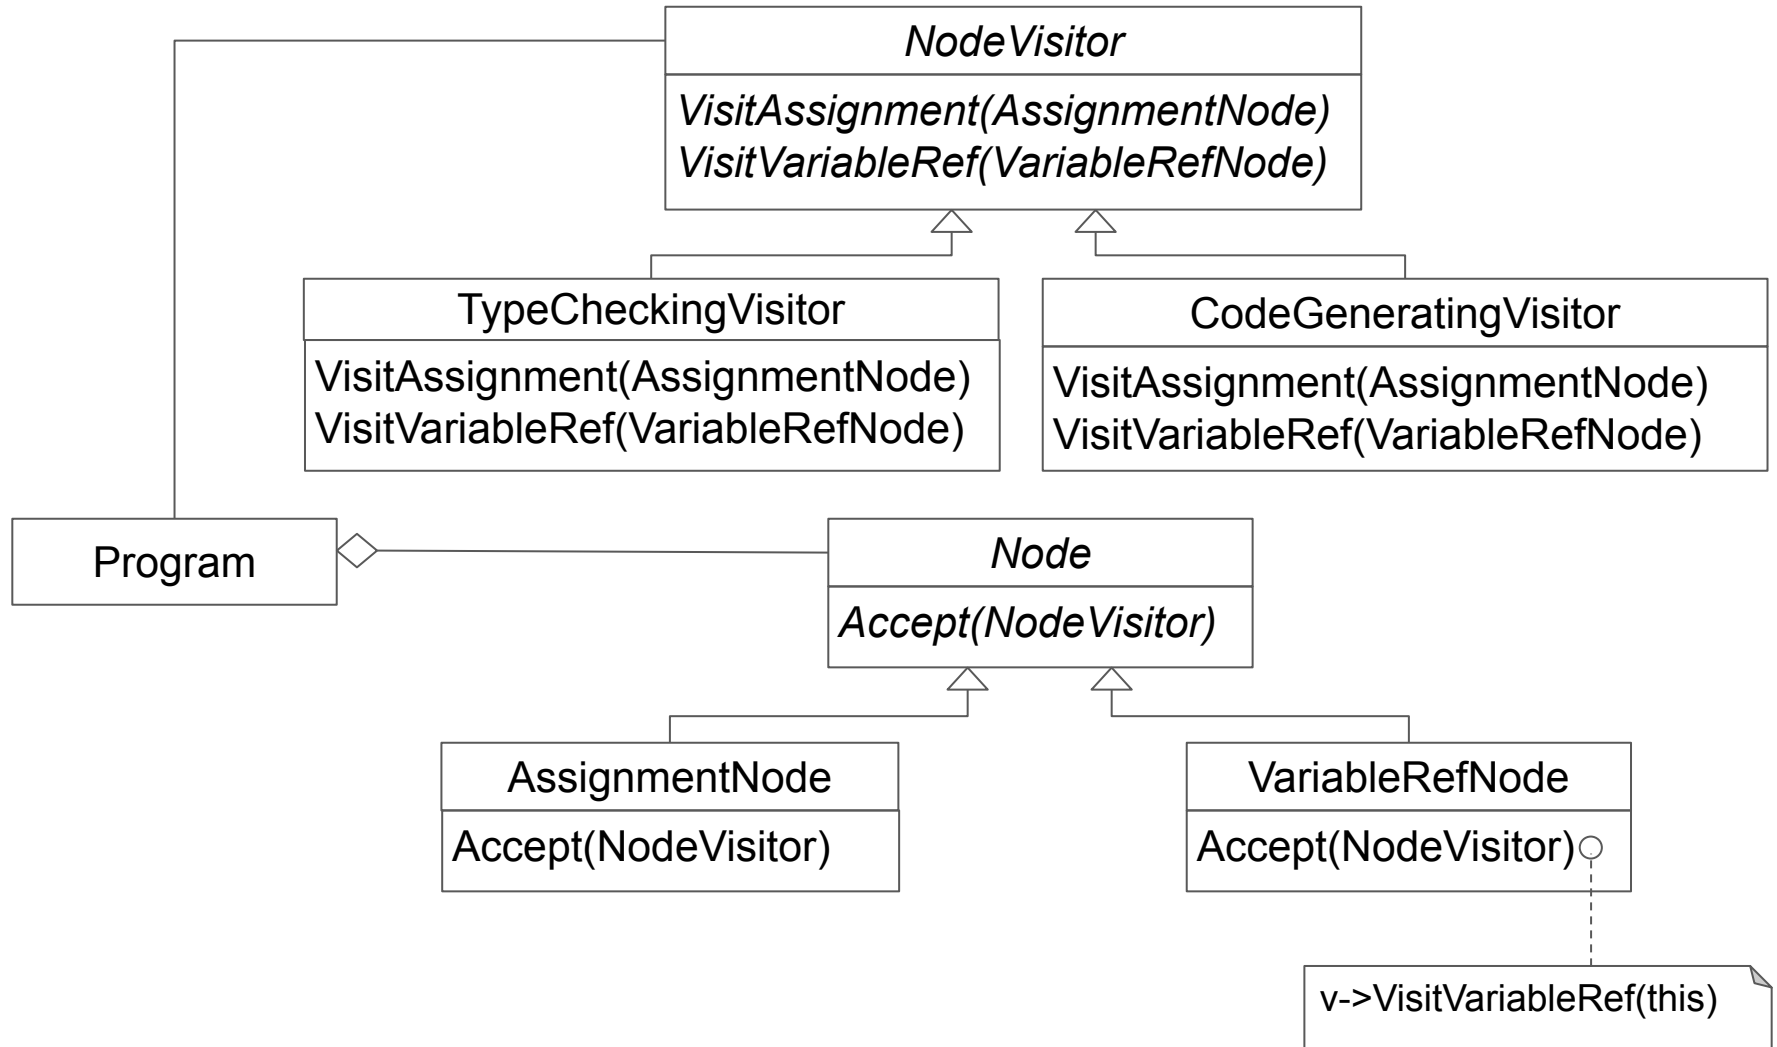 NodeVisitor
VisitAssignment(AssignmentNode)
VisitVariableRef(VariableRefNode)
TypeCheckingVisitor
VisitAssignment(AssignmentNode)
VisitVariableRef(VariableRefNode)
CodeGeneratingVisitor
VisitAssignment(AssignmentNode)
VisitVariableRef(VariableRefNode)
Program
Node
Accept(NodeVisitor)
AssignmentNode
Accept(NodeVisitor)
VariableRefNode
Accept(NodeVisitor)
v->VisitVariableRef(this)